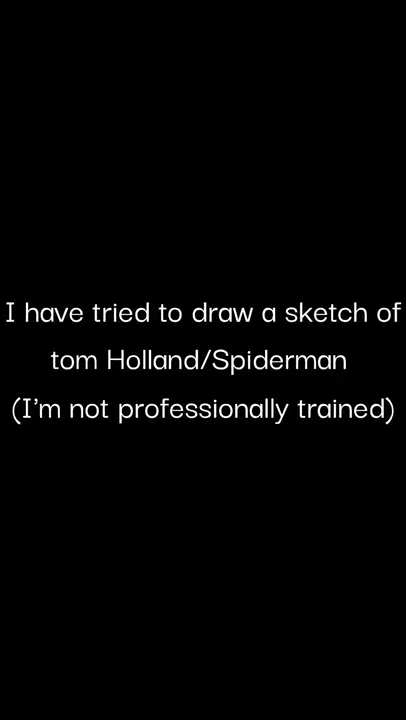 I have tried to draw a sketch of
tom Holland/Spiderman
(I'm not professionally trained)